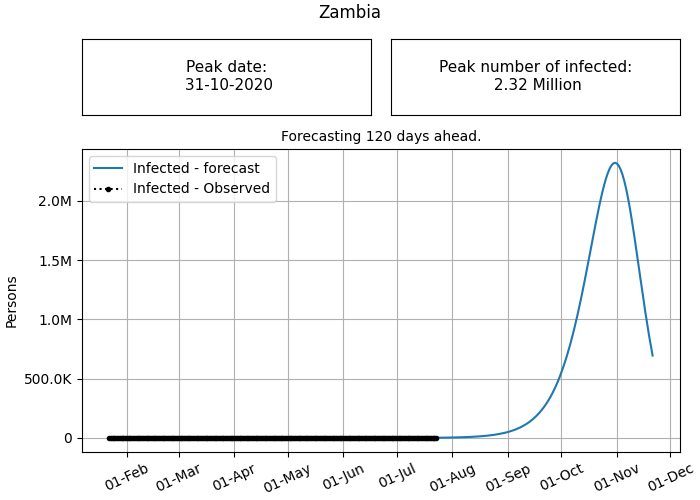 Zambia
Peak date:
31-10-2020
Peak number of infected:
2.32 Million
Forecasting 120 days ahead.
Infected - forecast
Infected - Observed
Persons
2.0M
1.5M
1.0M
500.0K
0
01-Feb
01-Mar
01-Apr
01-May
01-Jun
01-Jul
01-Aug
01-Sep
01-Oct
01-Nov
01-Dec